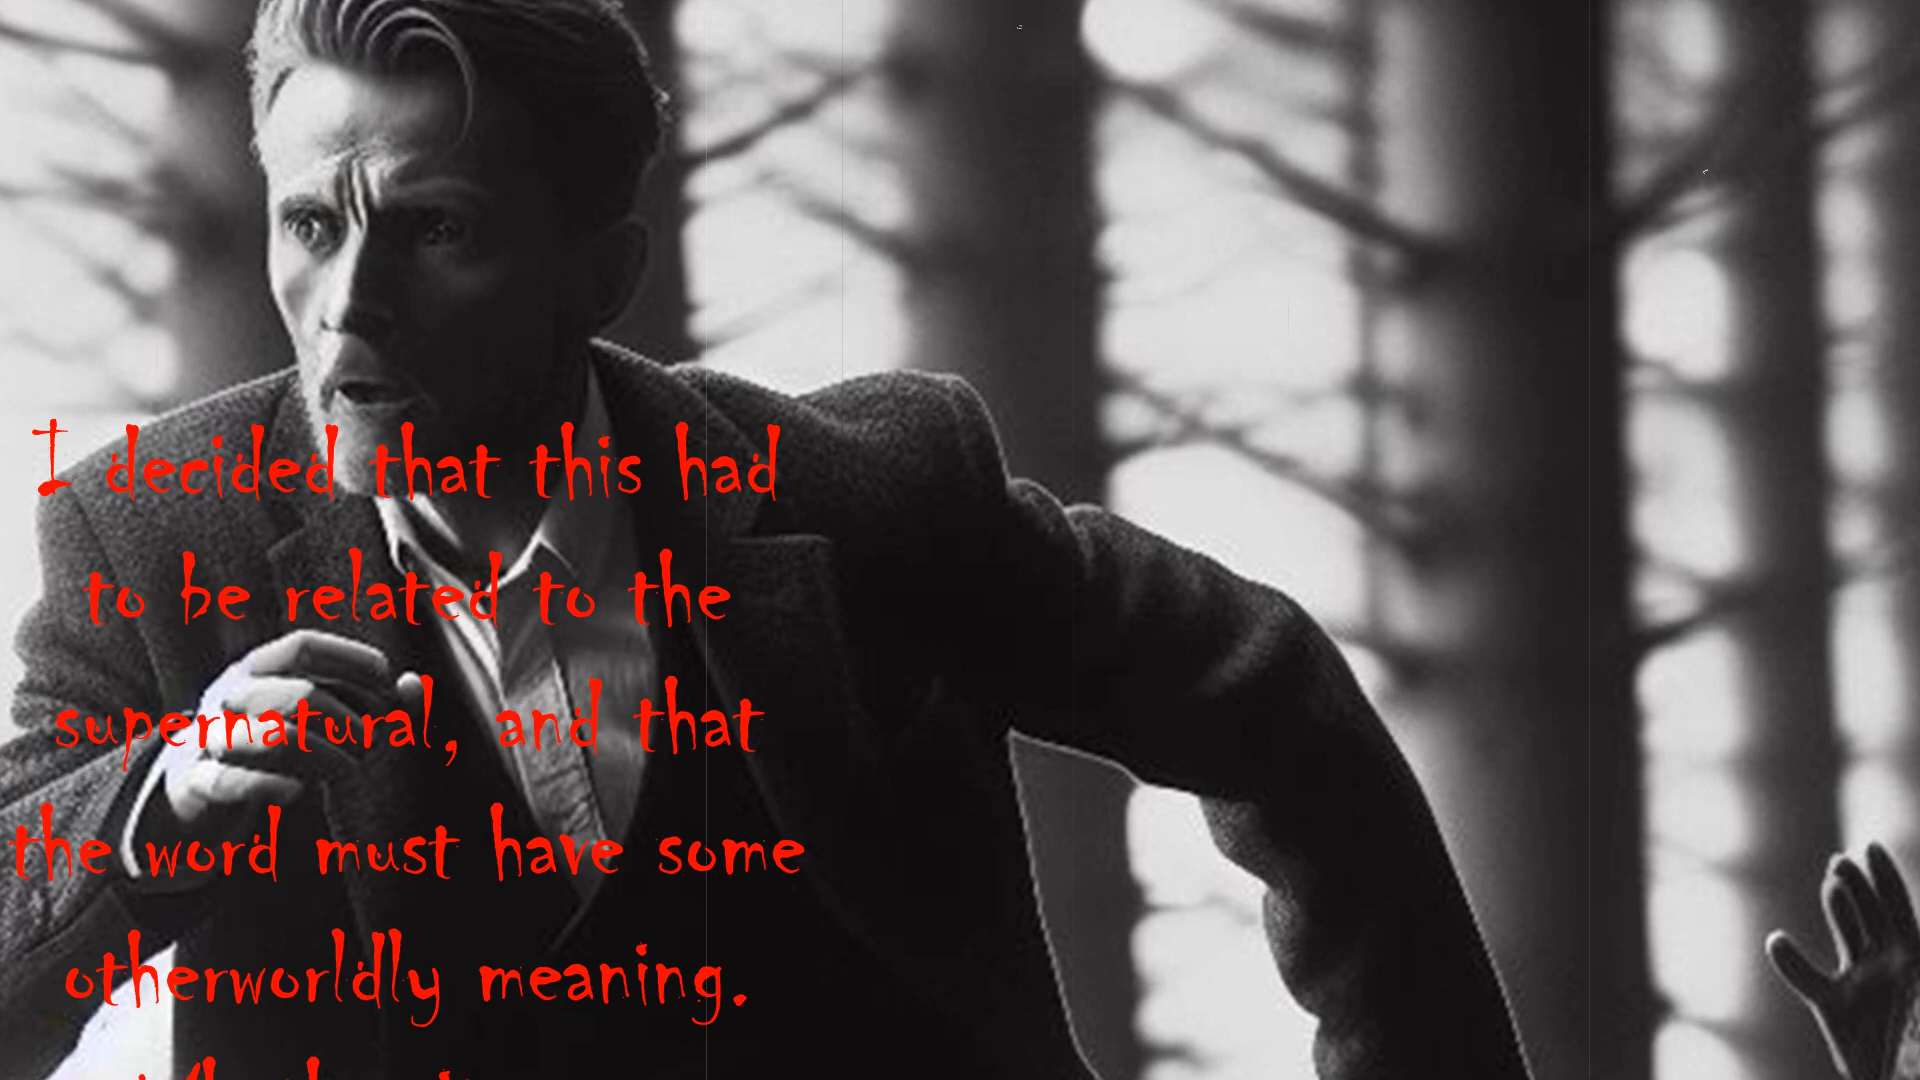 I decided that this had
to be related to the
supernatural, and that
the word must have some
otherworldly meaning.